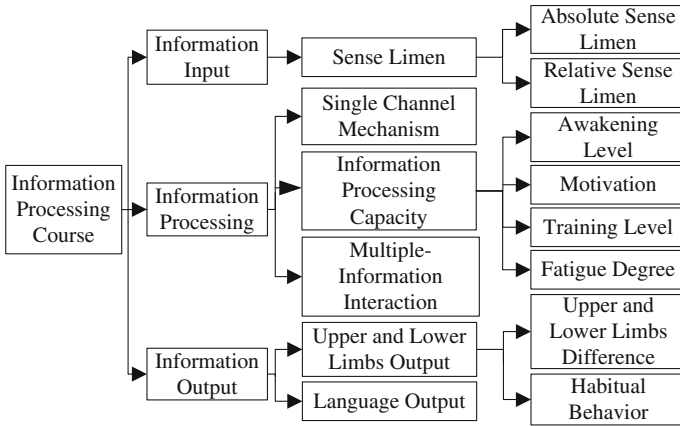 Information
Processing
Course
Information
Input
Information
Processing
Information
Output
Sense Limen
Single Channel
Mechanism
Information
Processing
Capacity
Multiple-
Information
Interaction
Upper and Lower
Limbs Output
Language Output
Absolute Sense
Limen
Relative Sense
Limen
Awakening
Level
Motivation
Training Level
Fatigue Degree
Upper and
Lower Limbs
Difference
Habitual
Behavior